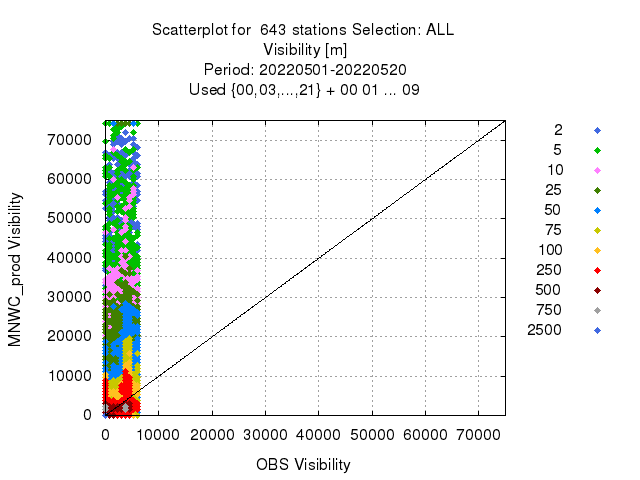 Scatterplot for 643 stations Selection: ALL
Visibility [m]
Period: 20220501-20220520
Used {00,03,...,21} + 00 01 ... 09
MNWC_prod Visibility
70000
60000
50000
40000
30000
20000
10000
0
0 10000 20000 30000 40000 50000 60000 70000
OBS Visibility
2
5
10
25
50
75
100
250
500
750
2500